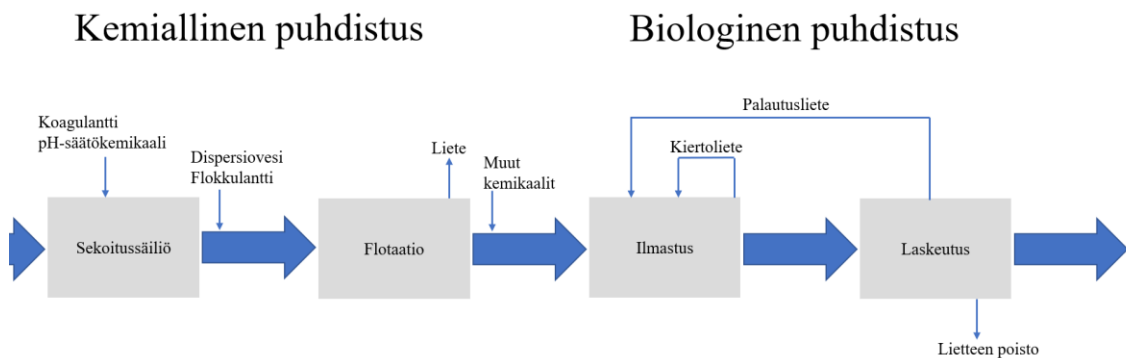 Kemiallinen puhdistus
Biologinen puhdistus
Koagulantti
pH-säätökemikaali
Dispersiovesi
Flokkulantti
Liete
Muut
kemikaalit
Palautusliete
Kiertoliete
Sekoitussäiliö
Flotaatio
Ilmastus
Laskeutus
Lietteen poisto